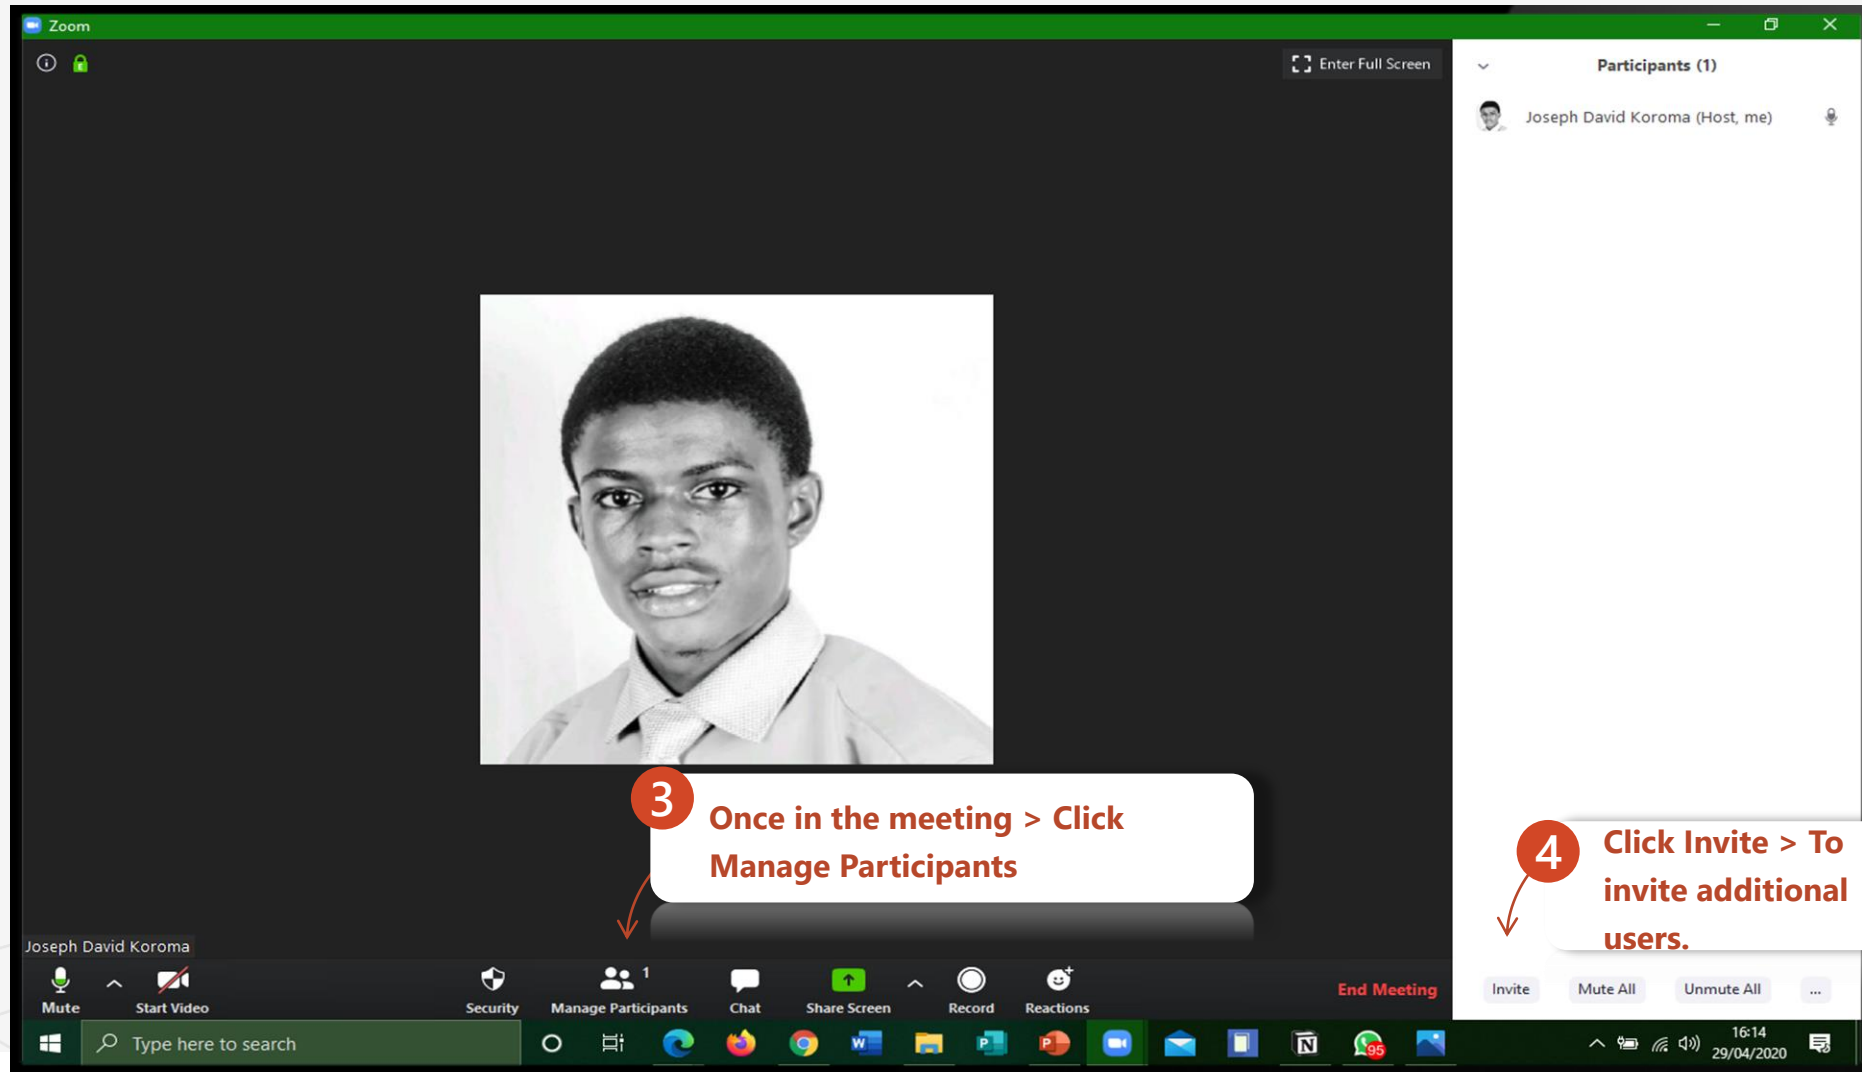 Zoom
Enter Full Screen
Participants (1)
Joseph David Koroma (Host, me)
3
Once in the meeting > Click
Manage Participants
4
Click Invite > To
invite additional
users.
Joseph David Koroma
1
Mute
Start Video
Security
Manage Participants
Chat
Share Screen
Record
Reactions
End Meeting
Invite
Mute All
Unmute All
...
Type here to search
95
16:14
29/04/2020